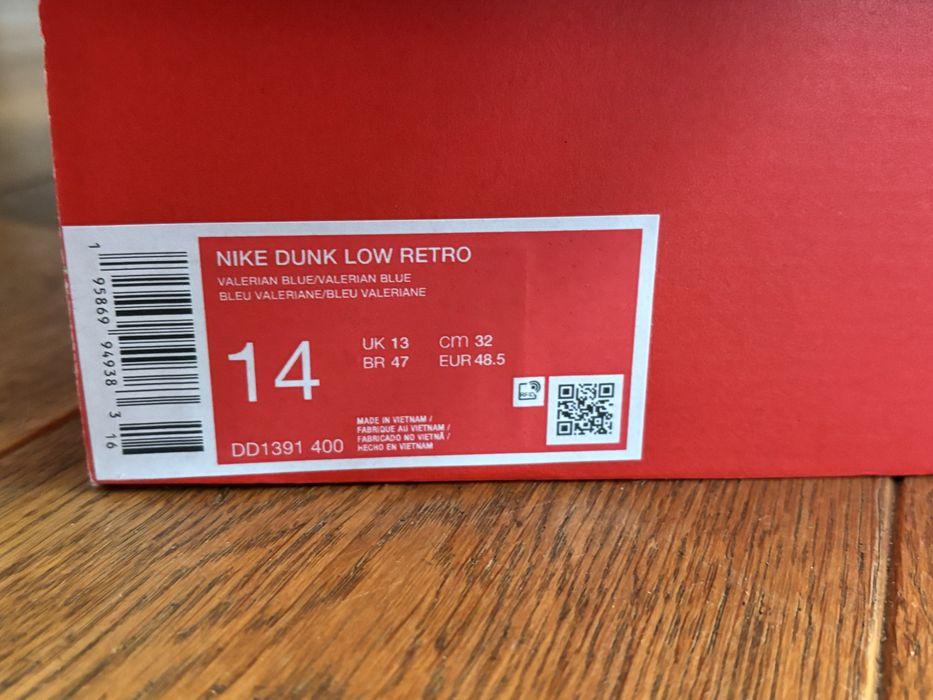 1 95869 94938 3 16
NIKE DUNK LOW RETRO
VALERIAN BLUE/VALERIAN BLUE
BLEU VALERIANE/BLEU VALERIANE
14
UK 13 cm 32
BR 47 EUR 48.5
RFID
MADE IN VIETNAM /
FABRIQUE AU VIETNAM /
FABRICADO NO VIETNÃ /
HECHO EN VIETNAM
DD1391 400